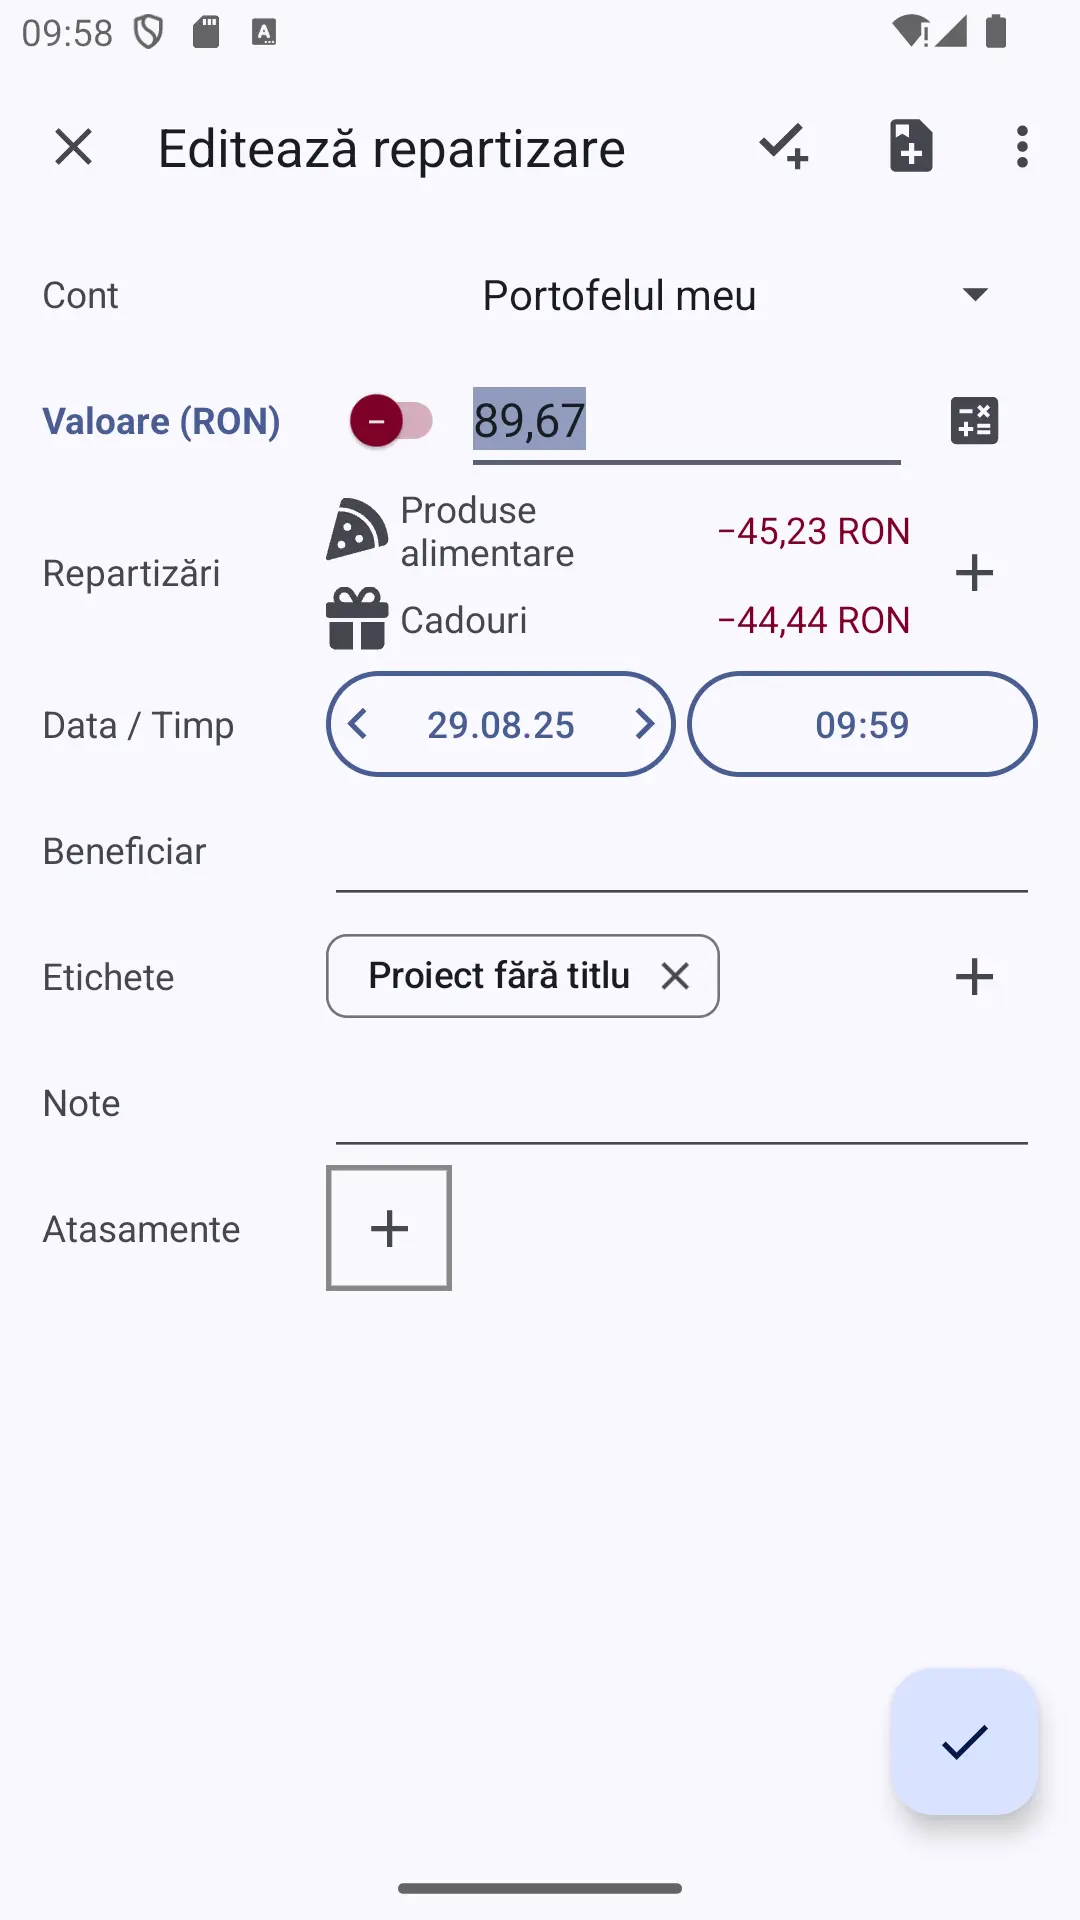 09:58
Editează repartizare
Cont
Portofelul meu
Valoare (RON)
89,67
Repartizări
Produse
alimentare
−45,23 RON
Cadouri
−44,44 RON
Data / Timp
29.08.25
09:59
Beneficiar
Etichete
Proiect fără titlu
Note
Atasamente